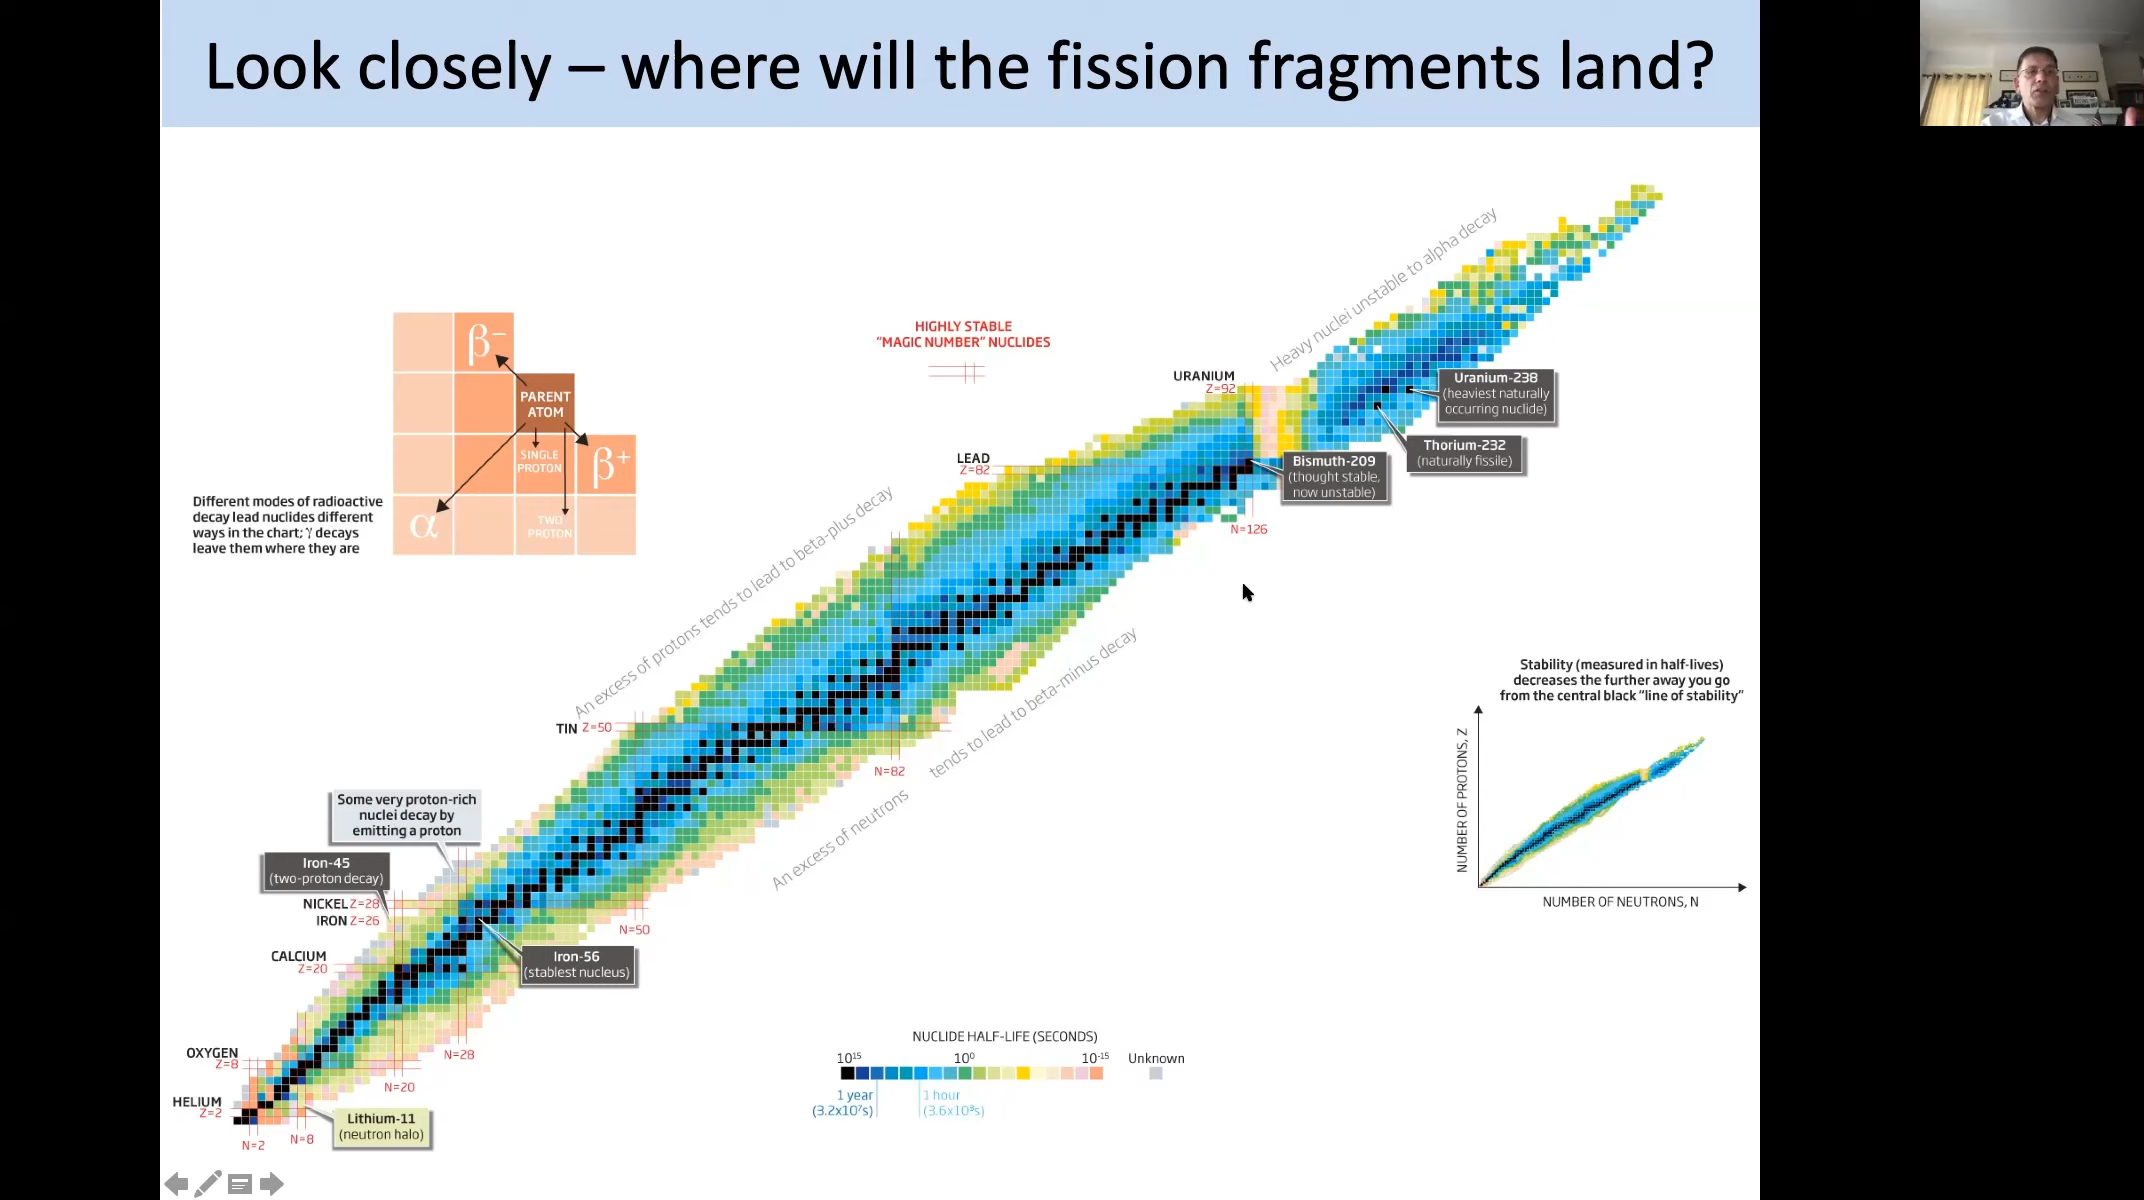 Look closely – where will the fission fragments land?
HIGHLY STABLE
"MAGIC NUMBER" NUCLIDES
Heavy nuclei unstable to alpha decay
β−
PARENT
ATOM
SINGLE
PROTON
β+
α
TWO
PROTON
Different modes of radioactive
decay lead nuclides different
ways in the chart; γ decays
leave them where they are
URANIUM
Z=92
Uranium-238
(heaviest naturally
occurring nuclide)
Thorium-232
(naturally fissile)
LEAD
Z=82
Bismuth-209
(thought stable,
now unstable)
N=126
An excess of protons tends to lead to beta-plus decay
An excess of neutrons
tends to lead to beta-minus decay
TIN Z=50
N=82
Stability (measured in half-lives)
decreases the further away you go
from the central black "line of stability"
NUMBER OF PROTONS, Z
NUMBER OF NEUTRONS, N
Some very proton-rich
nuclei decay by
emitting a proton
Iron-45
(two-proton decay)
NICKEL Z=28
IRON Z=26
N=50
Iron-56
(stablest nucleus)
CALCIUM
Z=20
OXYGEN
Z=8
N=28
N=20
HELIUM
Z=2
Lithium-11
(neutron halo)
N=2
N=8
NUCLIDE HALF-LIFE (SECONDS)
10¹⁵ 10⁰ 10⁻¹⁵ Unknown
1 year
(3.2x10⁷s)
1 hour
(3.6x10³s)